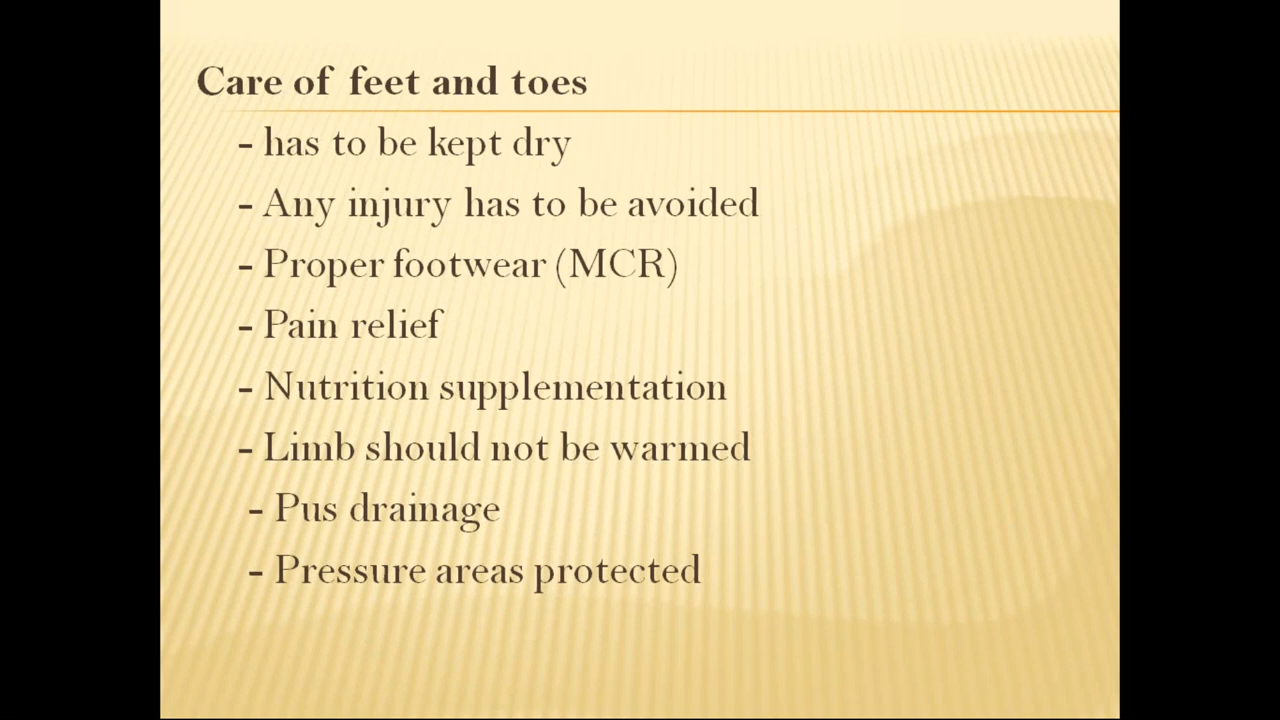 Care of feet and toes
- has to be kept dry
- Any injury has to be avoided
- Proper footwear (MCR)
- Pain relief
- Nutrition supplementation
- Limb should not be warmed
- Pus drainage
- Pressure areas protected